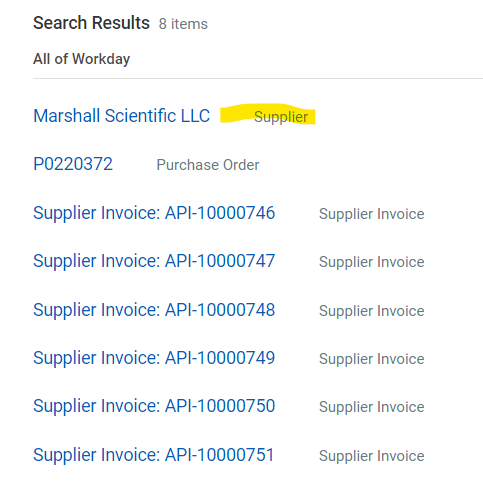 Search Results 8 items
All of Workday
Marshall Scientific LLC Supplier
P0220372 Purchase Order
Supplier Invoice: API-10000746 Supplier Invoice
Supplier Invoice: API-10000747 Supplier Invoice
Supplier Invoice: API-10000748 Supplier Invoice
Supplier Invoice: API-10000749 Supplier Invoice
Supplier Invoice: API-10000750 Supplier Invoice
Supplier Invoice: API-10000751 Supplier Invoice